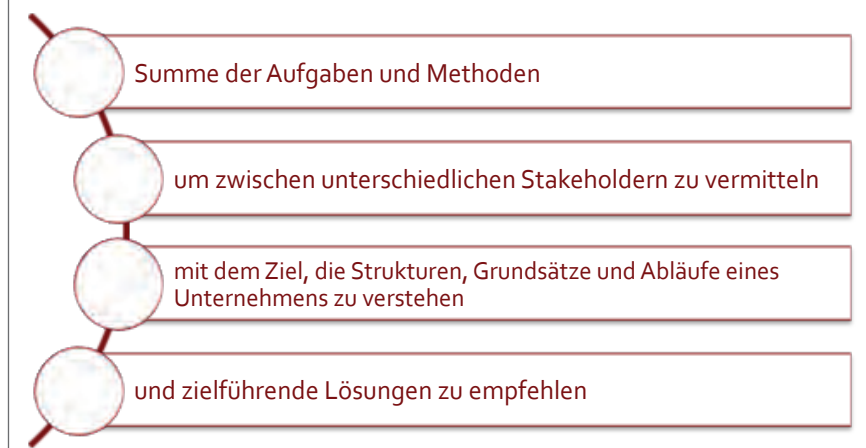 Summe der Aufgaben und Methoden
um zwischen unterschiedlichen Stakeholdern zu vermitteln
mit dem Ziel, die Strukturen, Grundsätze und Abläufe eines
Unternehmens zu verstehen
und zielführende Lösungen zu empfehlen